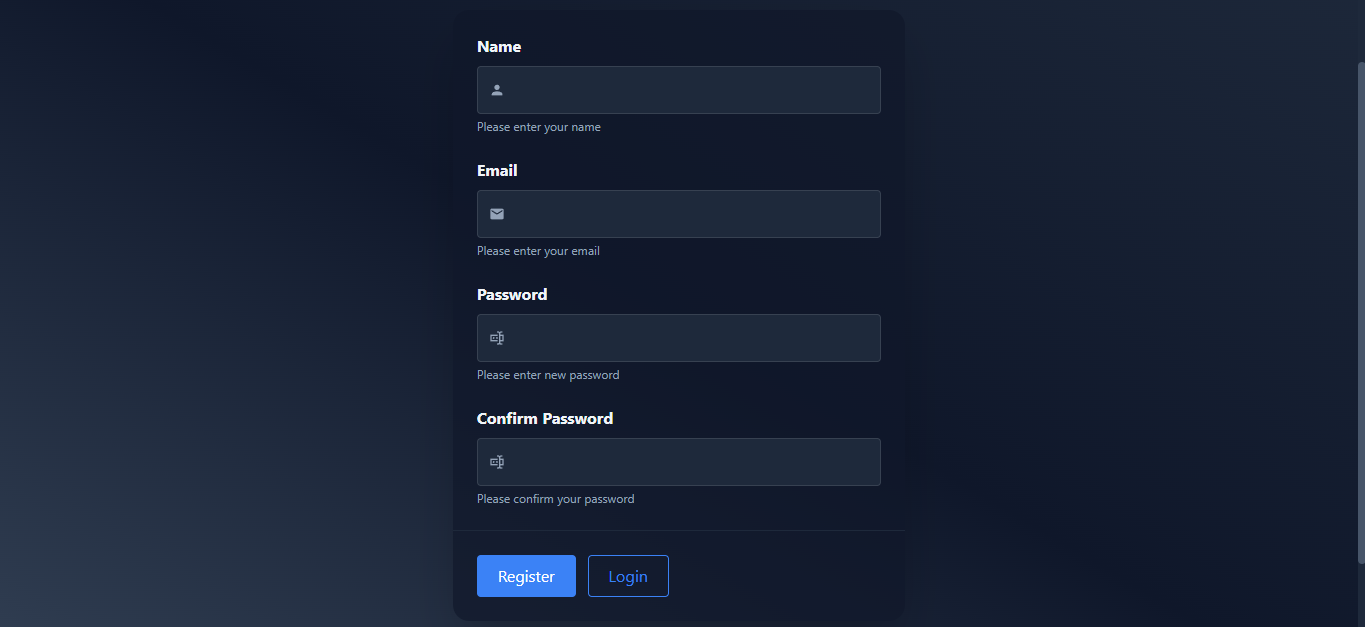 Name
Please enter your name
Email
Please enter your email
Password
Please enter new password
Confirm Password
Please confirm your password
Register
Login